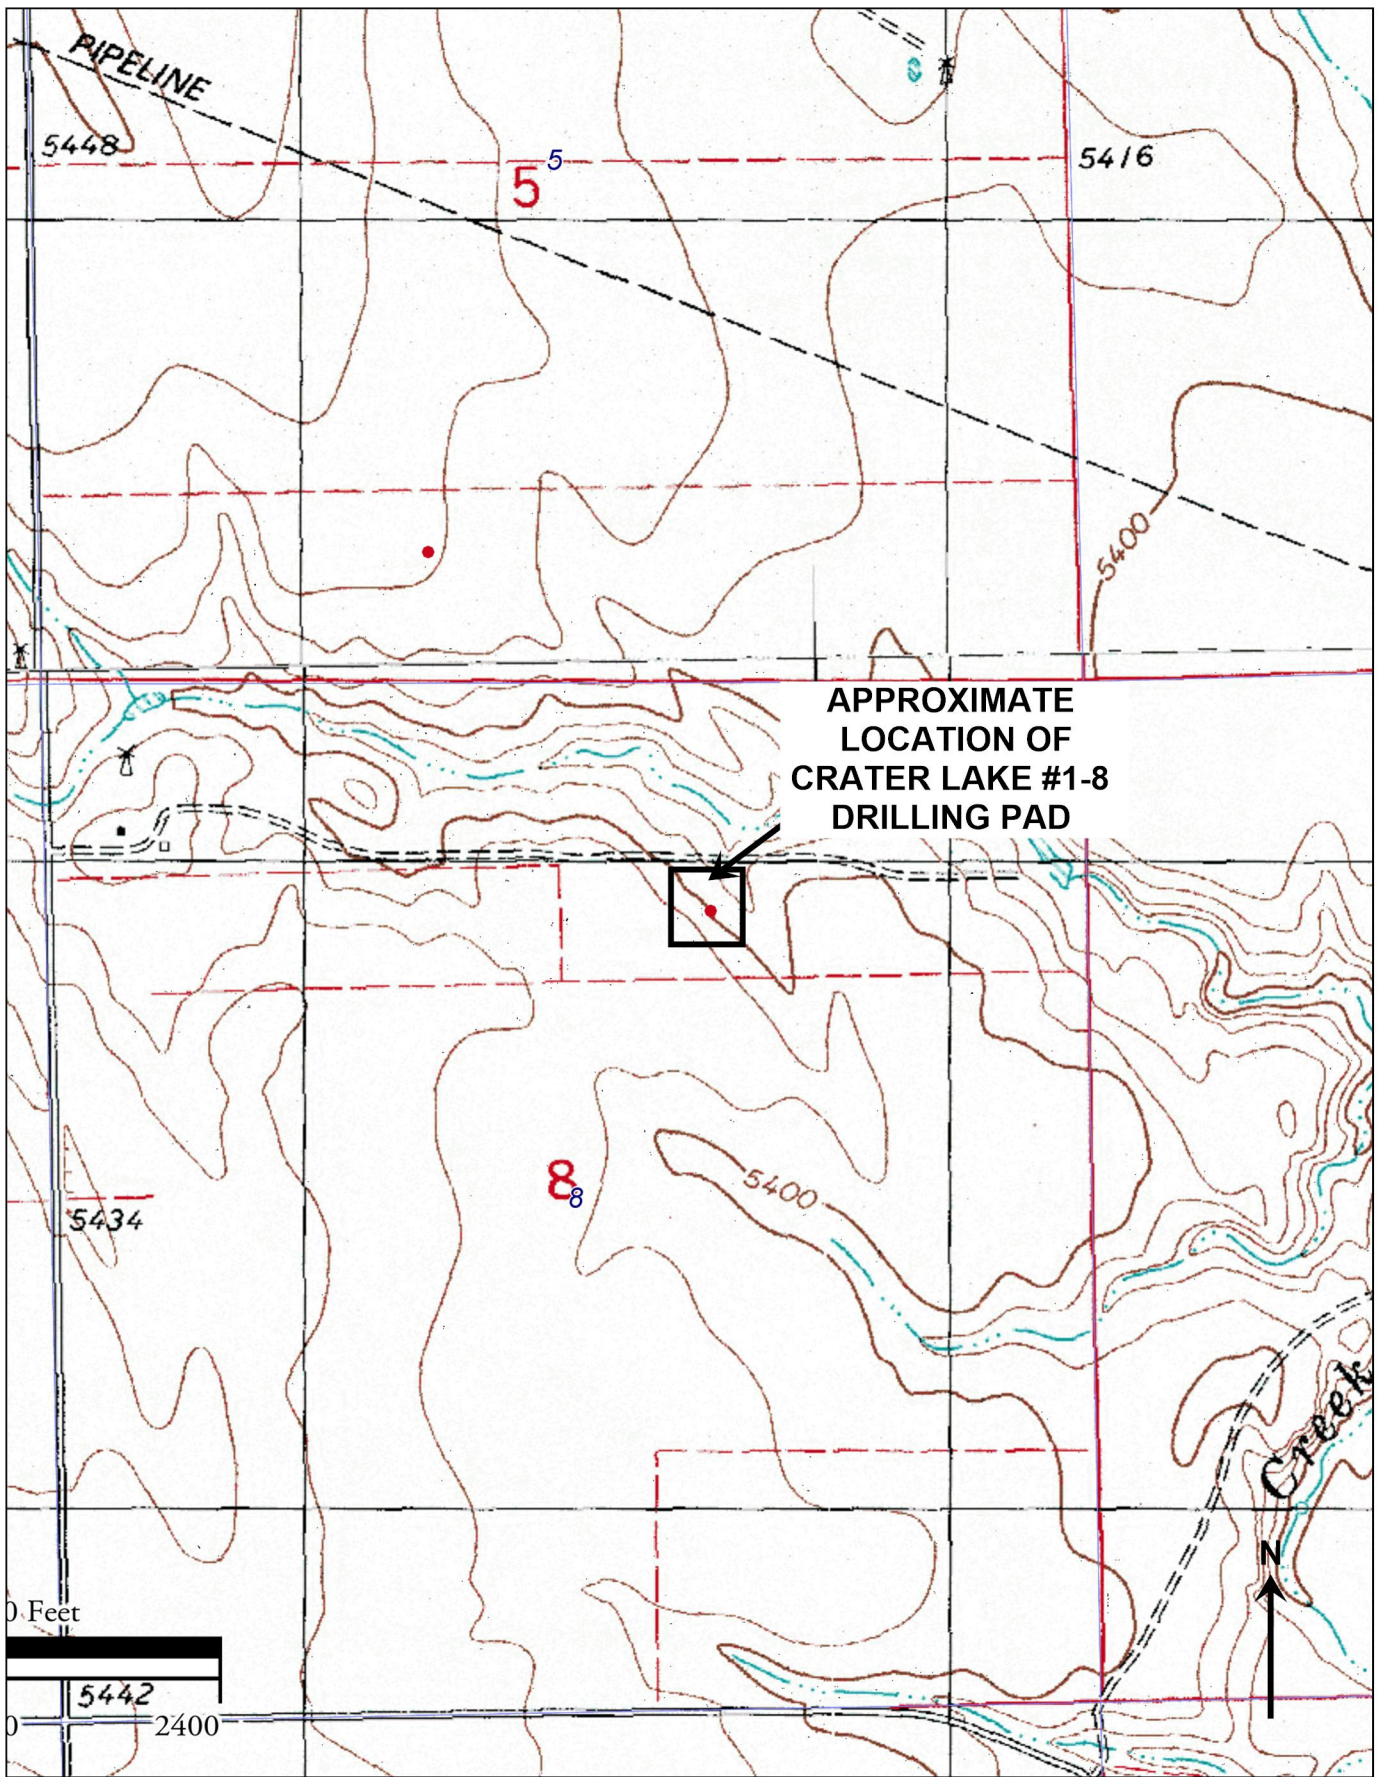 PIPELINE
5448
5
5
5416
5400
APPROXIMATE
LOCATION OF
CRATER LAKE #1-8
DRILLING PAD
5400
8
8
5434
Creek
N
0 Feet
5442
0 2400